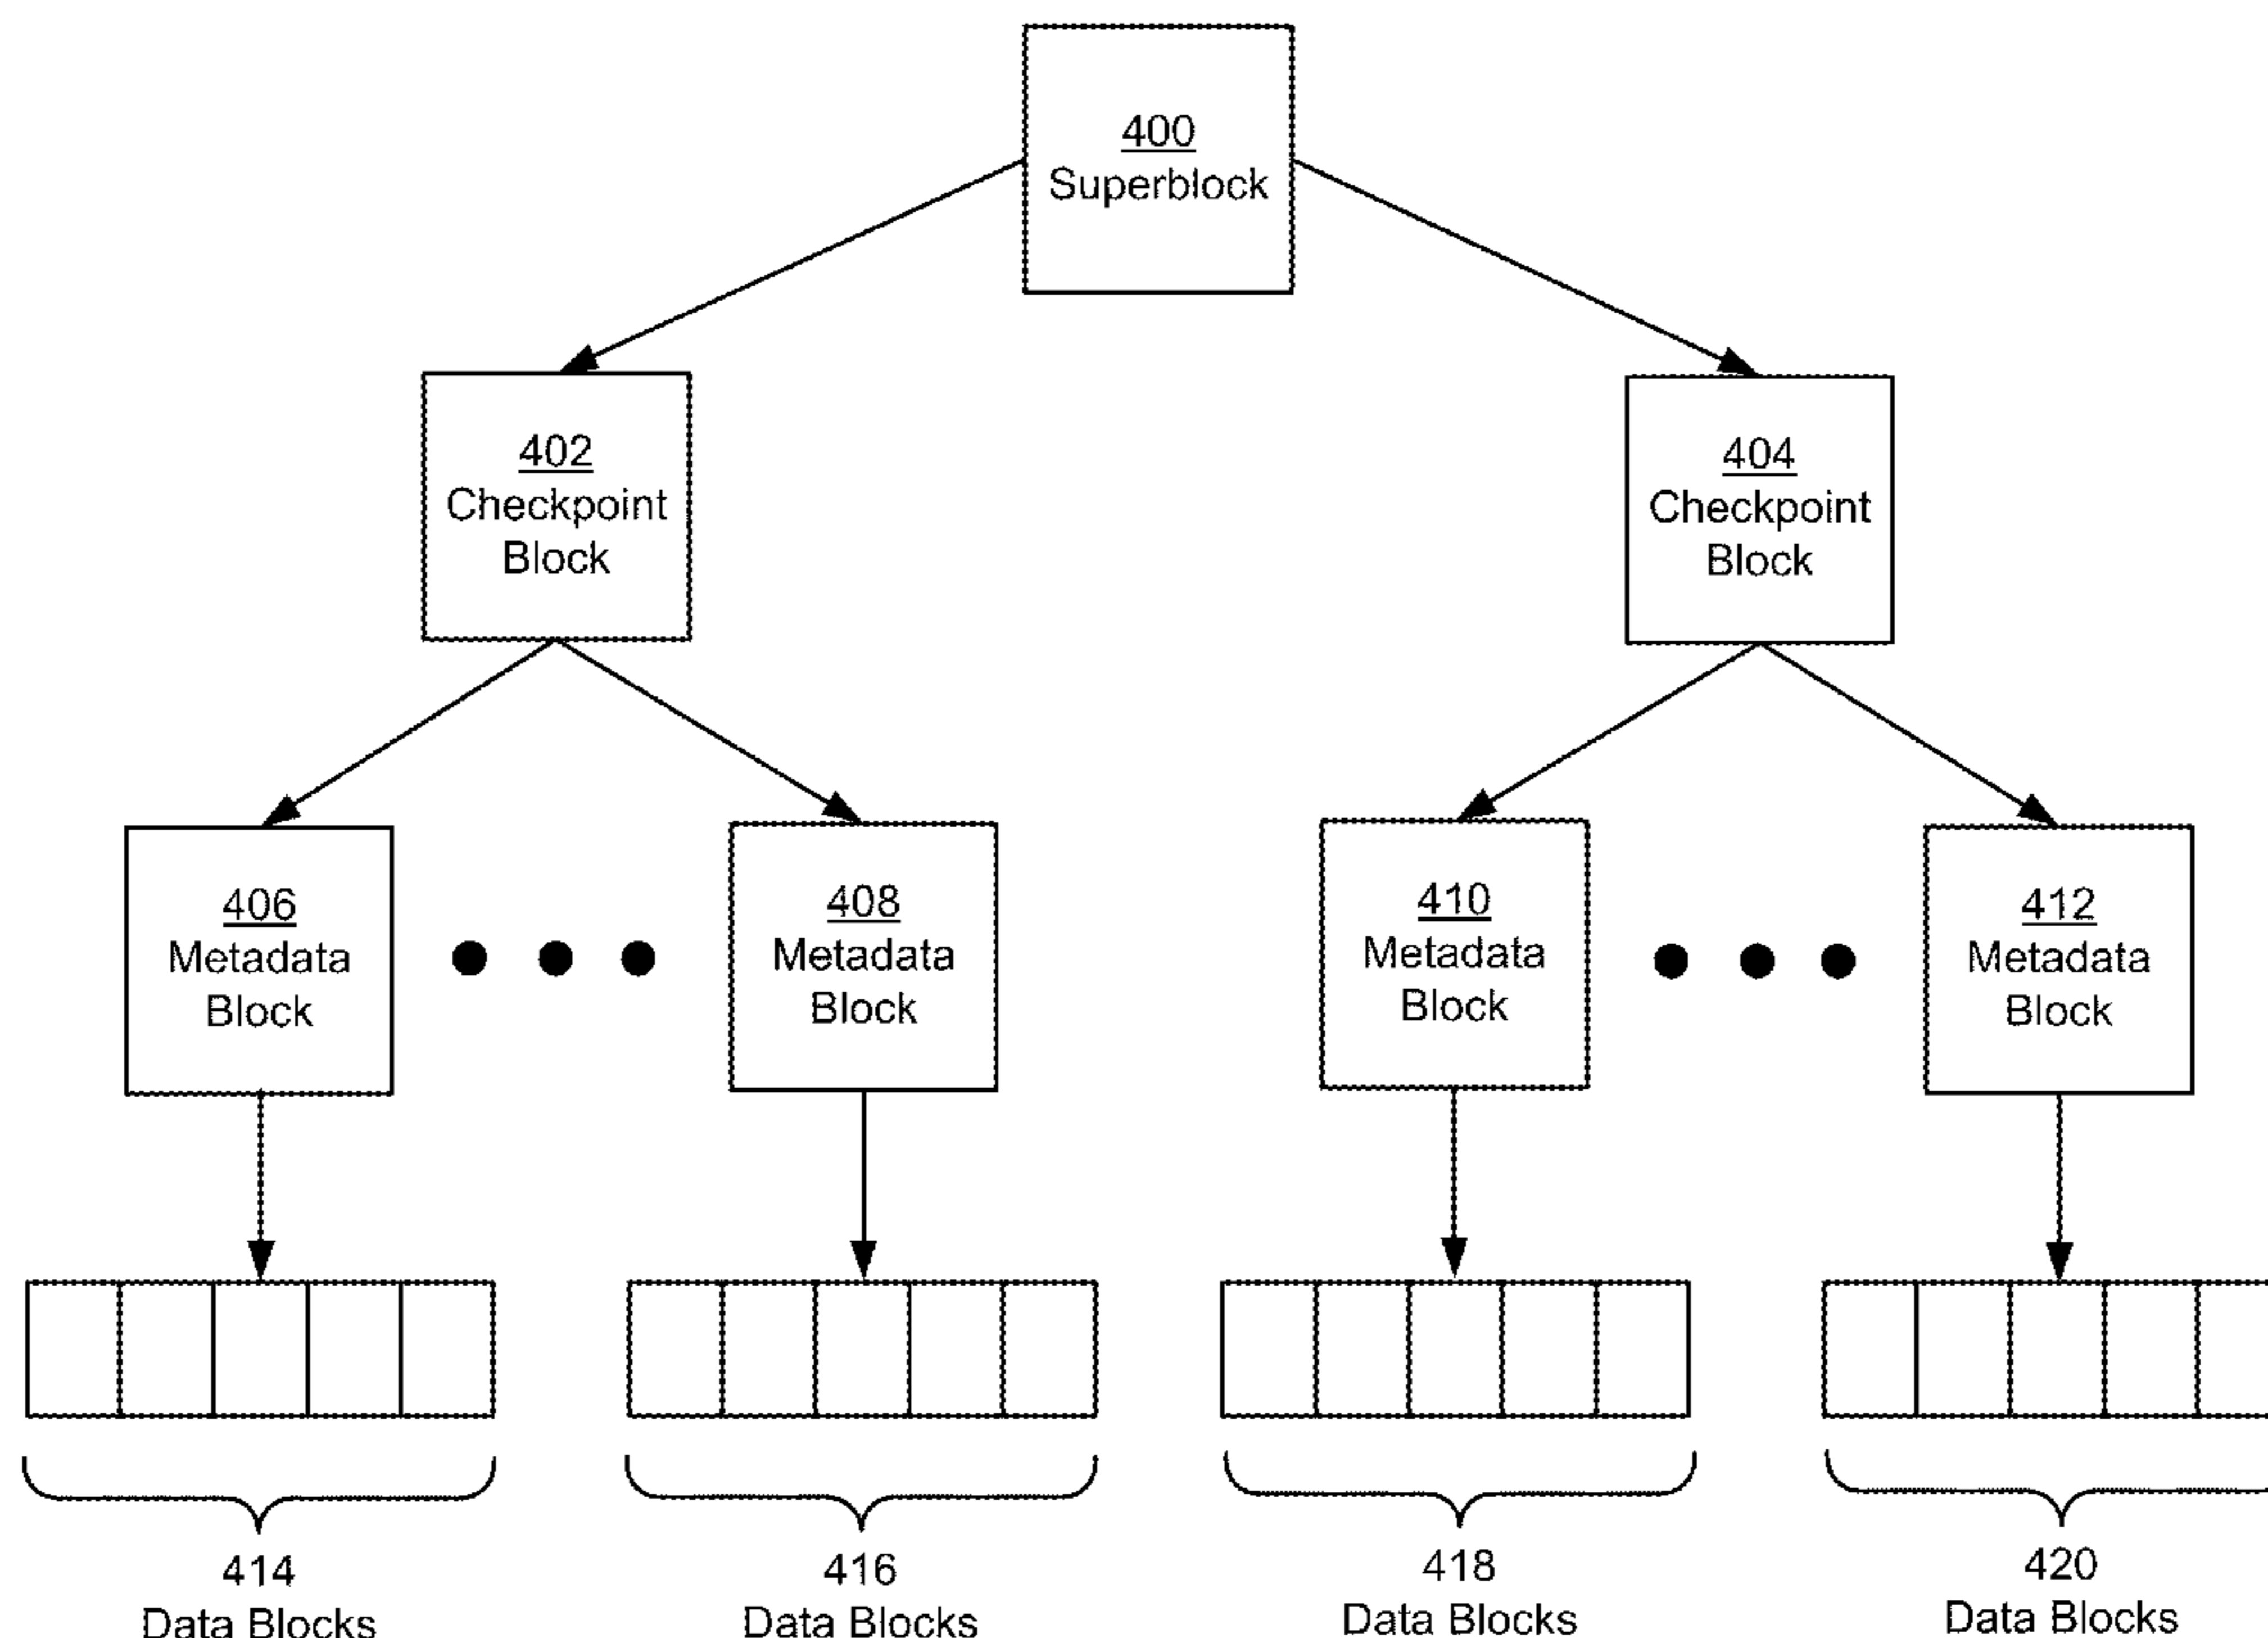 400
Superblock
402
Checkpoint
Block
404
Checkpoint
Block
406
Metadata
Block
408
Metadata
Block
410
Metadata
Block
412
Metadata
Block
414
Data Blocks
416
Data Blocks
418
Data Blocks
420
Data Blocks